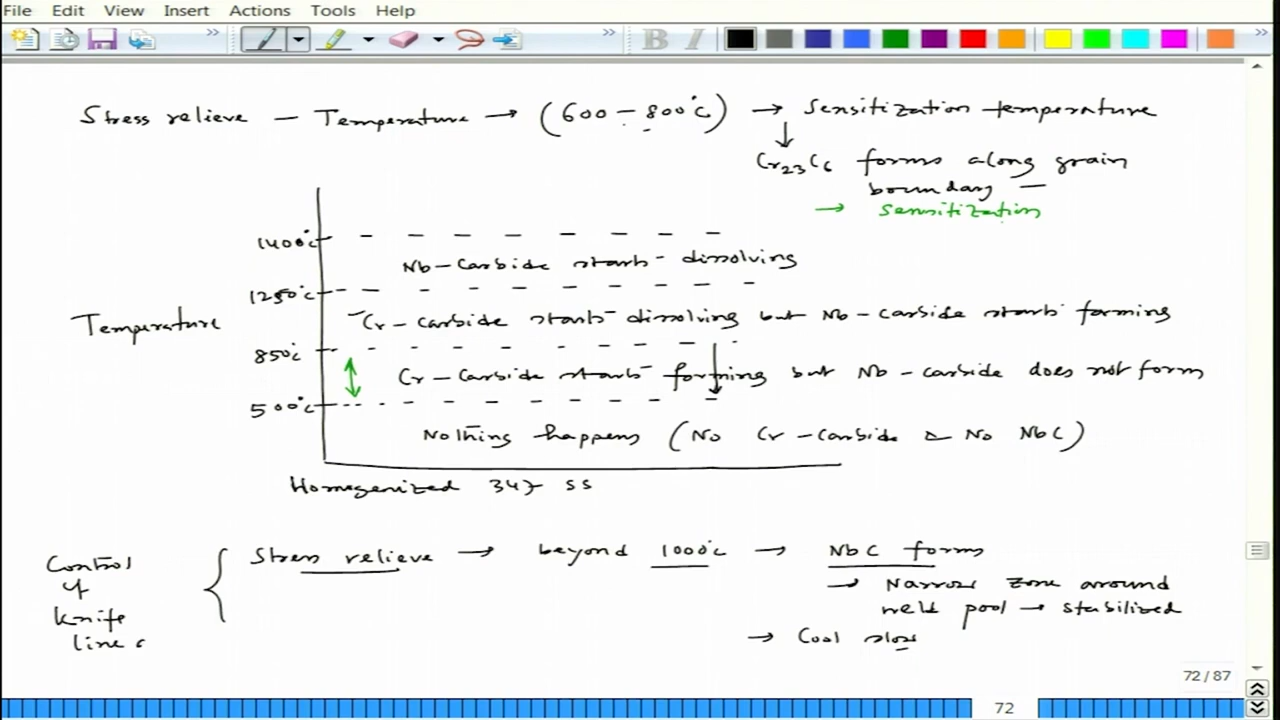 File Edit View Insert Actions Tools Help
Stress relieve – Temperature → (600 – 800°C) → Sensitization temperature
↓
Cr23C6 forms along grain
boundary –
→ Sensitization
1400°C
Nb-Carbide starts dissolving
1250°C
Temperature
Cr-carbide starts dissolving but Nb-carbide starts forming
850°C
Cr-carbide starts forming but Nb-carbide does not form
500°C
Nothing happens (No Cr-carbide & No NbC)
Homogenized 347 SS
Control
of
Knife
line
Stress relieve → beyond 1000°C → NbC forms
→ Narrow zone around
weld pool → stabilized
→ Cool slow
72 / 87
72